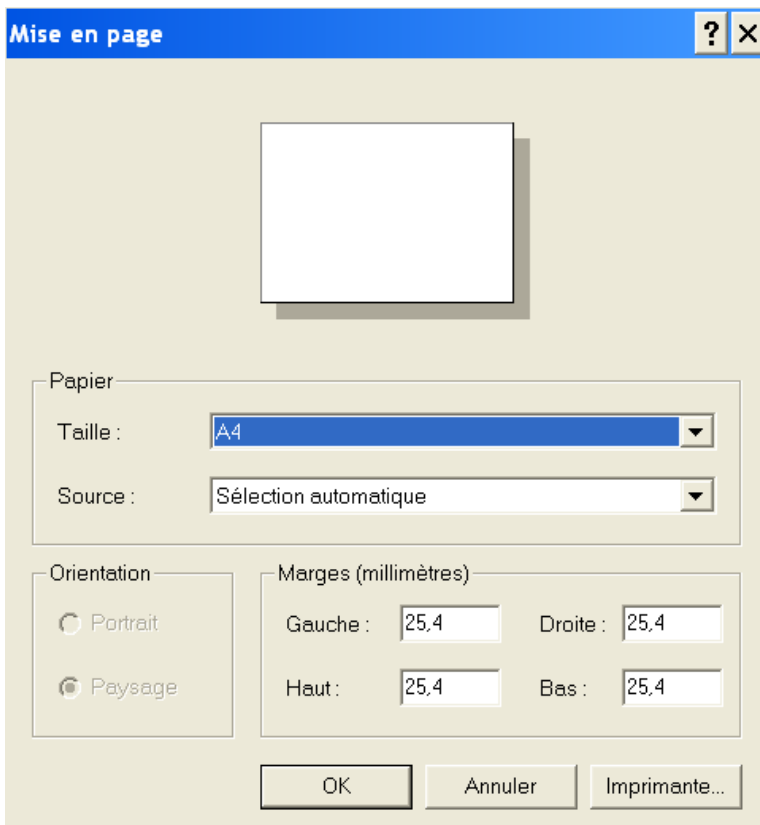 Mise en page
Papier
Taille : A4
Source : Sélection automatique
Orientation
Portrait
Paysage
Marges (millimètres)
Gauche : 25,4 Droite : 25,4
Haut : 25,4 Bas : 25,4
OK Annuler Imprimante...